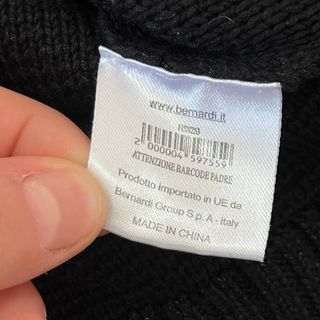 www.bernardi.it
2 000004 597559
ATTENZIONE BARCODE PADRE
Prodotto importato in UE da
Bernardi Group S.p. A - italy
MADE IN CHINA